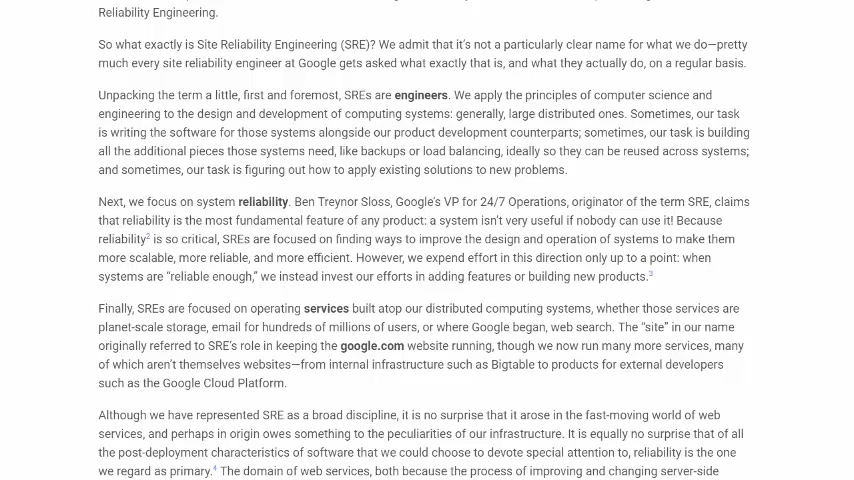 Reliability Engineering.
So what exactly is Site Reliability Engineering (SRE)? We admit that it's not a particularly clear name for what we do—pretty
much every site reliability engineer at Google gets asked what exactly that is, and what they actually do, on a regular basis.
Unpacking the term a little, first and foremost, SREs are engineers. We apply the principles of computer science and
engineering to the design and development of computing systems: generally, large distributed ones. Sometimes, our task
is writing the software for those systems alongside our product development counterparts; sometimes, our task is building
all the additional pieces those systems need, like backups or load balancing, ideally so they can be reused across systems;
and sometimes, our task is figuring out how to apply existing solutions to new problems.
Next, we focus on system reliability. Ben Treynor Sloss, Google's VP for 24/7 Operations, originator of the term SRE, claims
that reliability is the most fundamental feature of any product: a system isn't very useful if nobody can use it! Because
reliability2 is so critical, SREs are focused on finding ways to improve the design and operation of systems to make them
more scalable, more reliable, and more efficient. However, we expend effort in this direction only up to a point: when
systems are “reliable enough,” we instead invest our efforts in adding features or building new products.3
Finally, SREs are focused on operating services built atop our distributed computing systems, whether those services are
planet-scale storage, email for hundreds of millions of users, or where Google began, web search. The “site” in our name
originally referred to SRE's role in keeping the google.com website running, though we now run many more services, many
of which aren't themselves websites—from internal infrastructure such as Bigtable to products for external developers
such as the Google Cloud Platform.
Although we have represented SRE as a broad discipline, it is no surprise that it arose in the fast-moving world of web
services, and perhaps in origin owes something to the peculiarities of our infrastructure. It is equally no surprise that of all
the post-deployment characteristics of software that we could choose to devote special attention to, reliability is the one
we regard as primary.4 The domain of web services, both because the process of improving and changing server-side